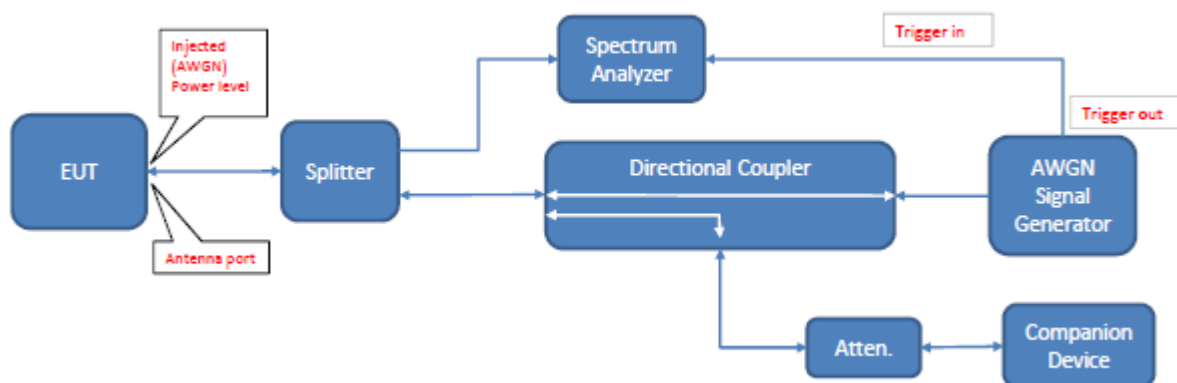 Injected
(AWGN)
Power level
Spectrum
Analyzer
Trigger in
Trigger out
EUT
Splitter
Directional Coupler
AWGN
Signal
Generator
Antenna port
Atten.
Companion
Device